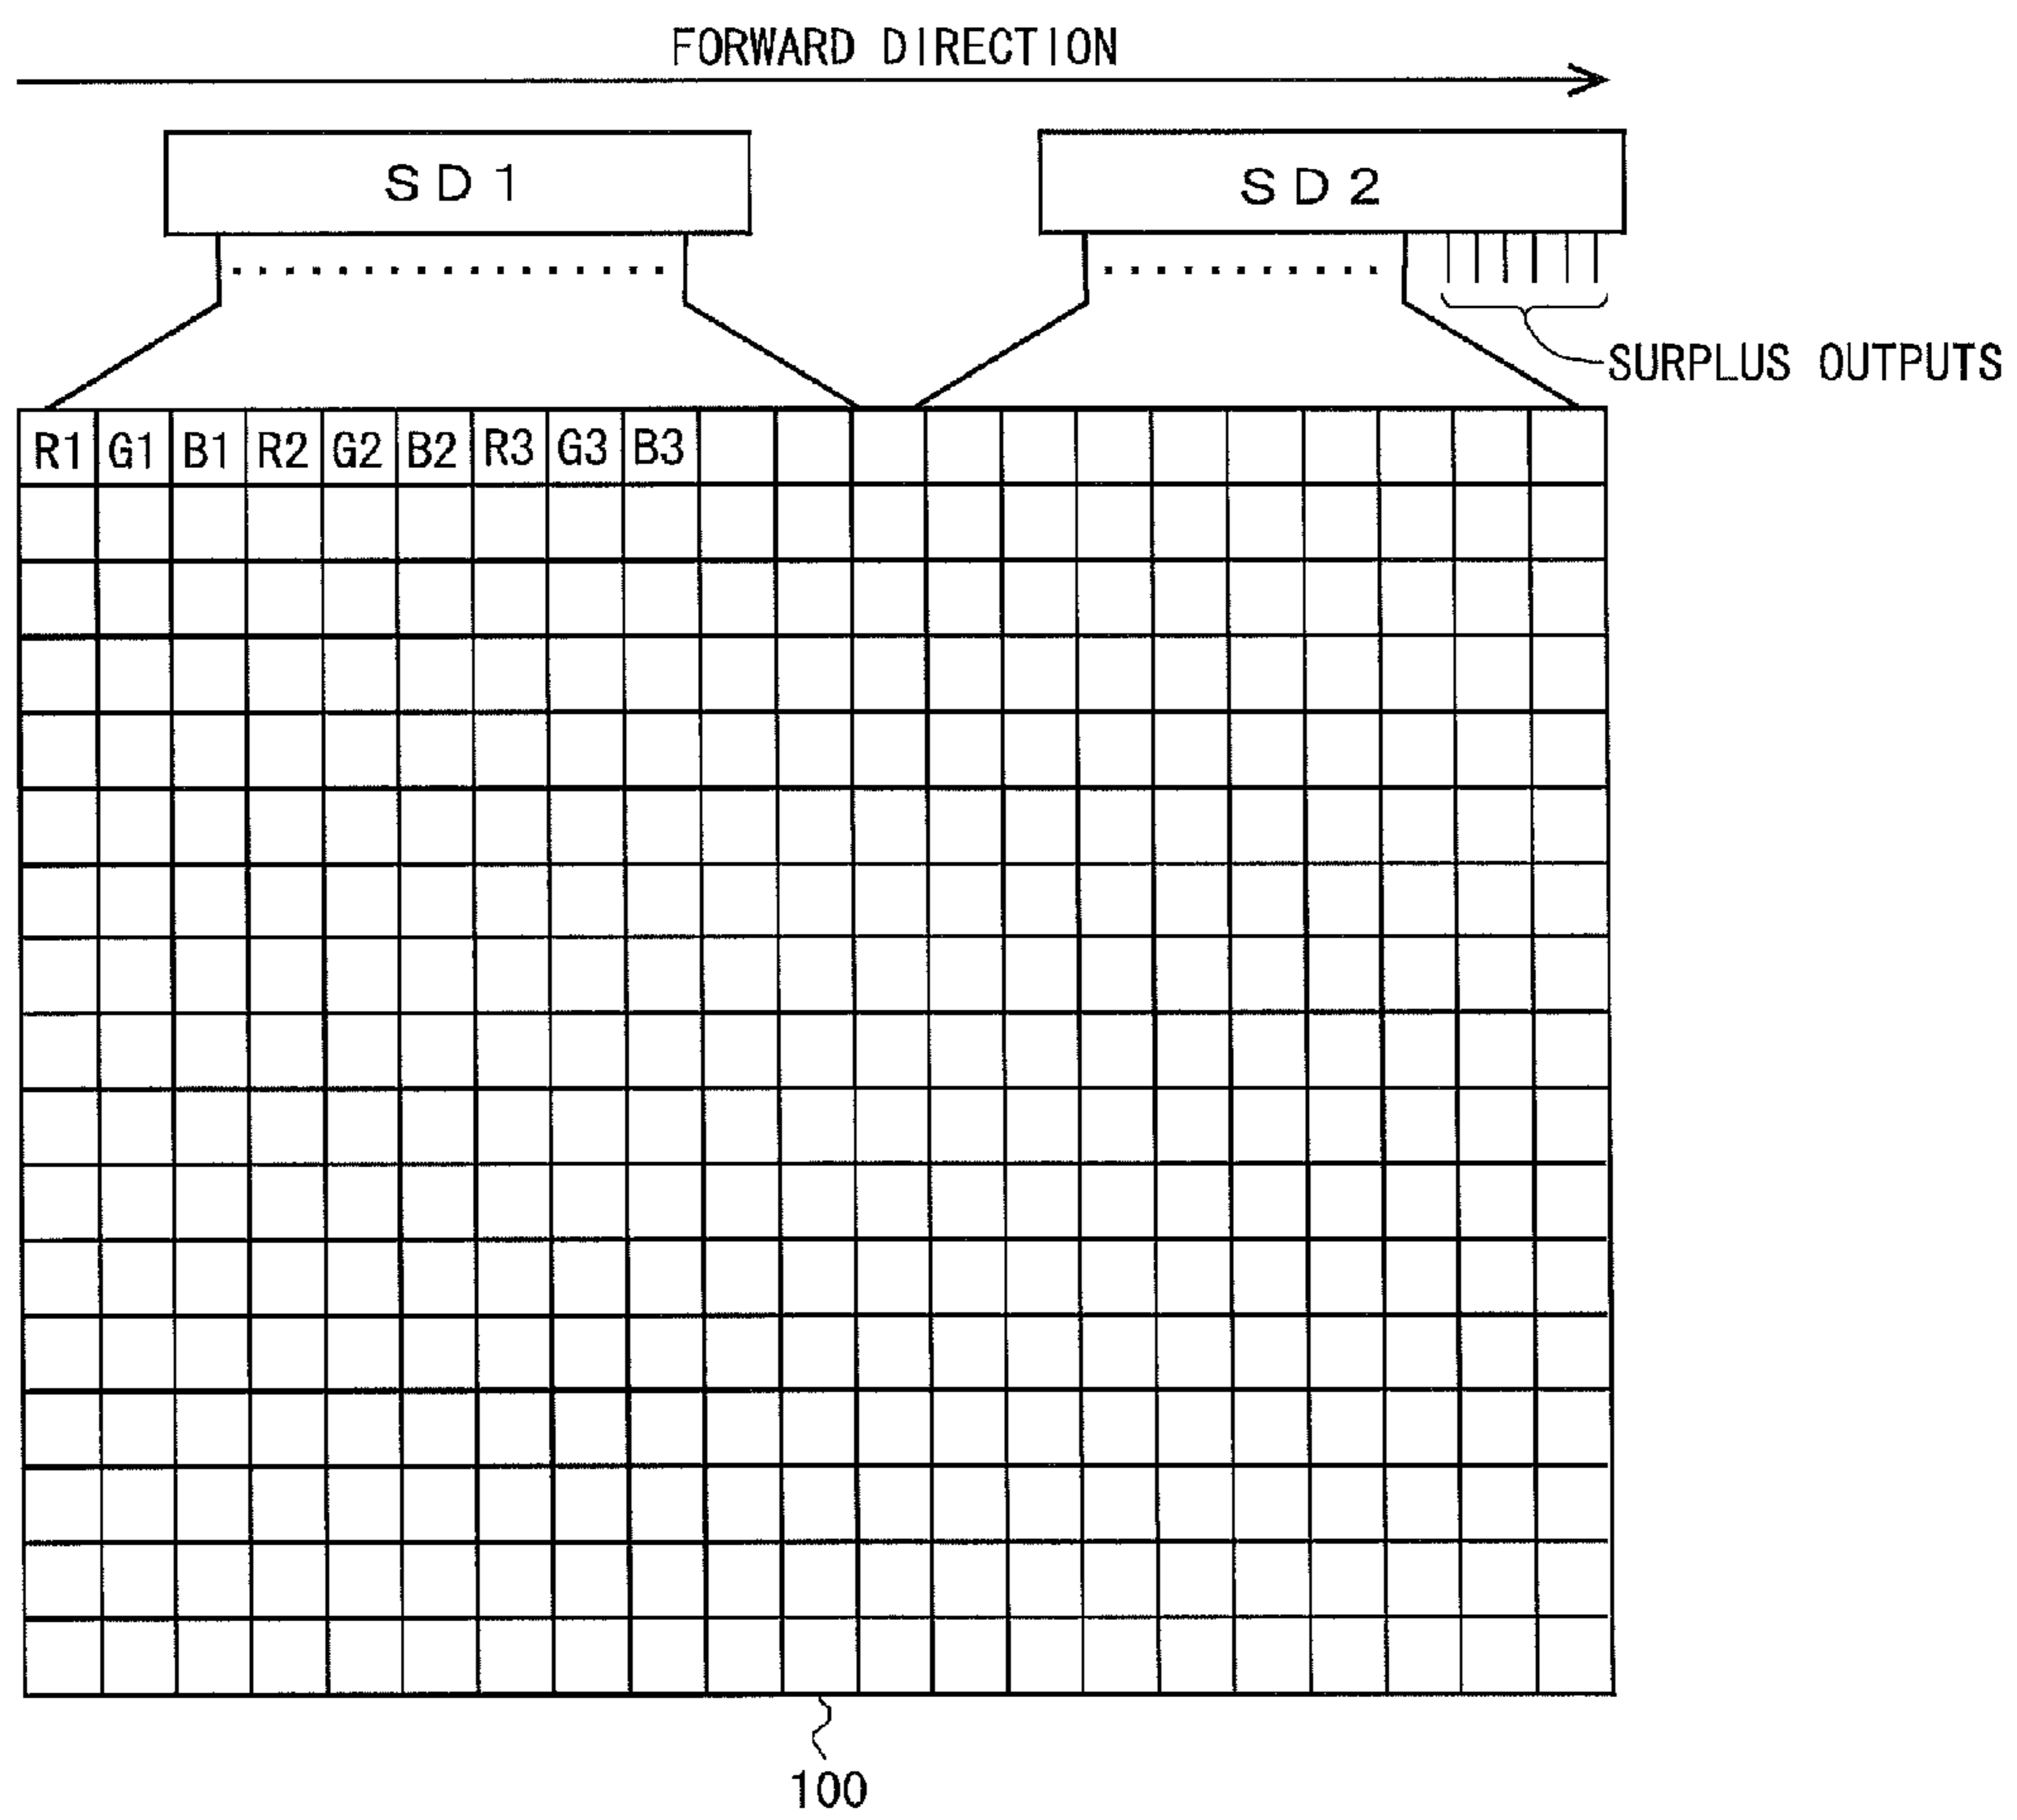 FORWARD DIRECTION
SD1
SD2
SURPLUS OUTPUTS
R1 G1 B1 R2 G2 B2 R3 G3 B3
100